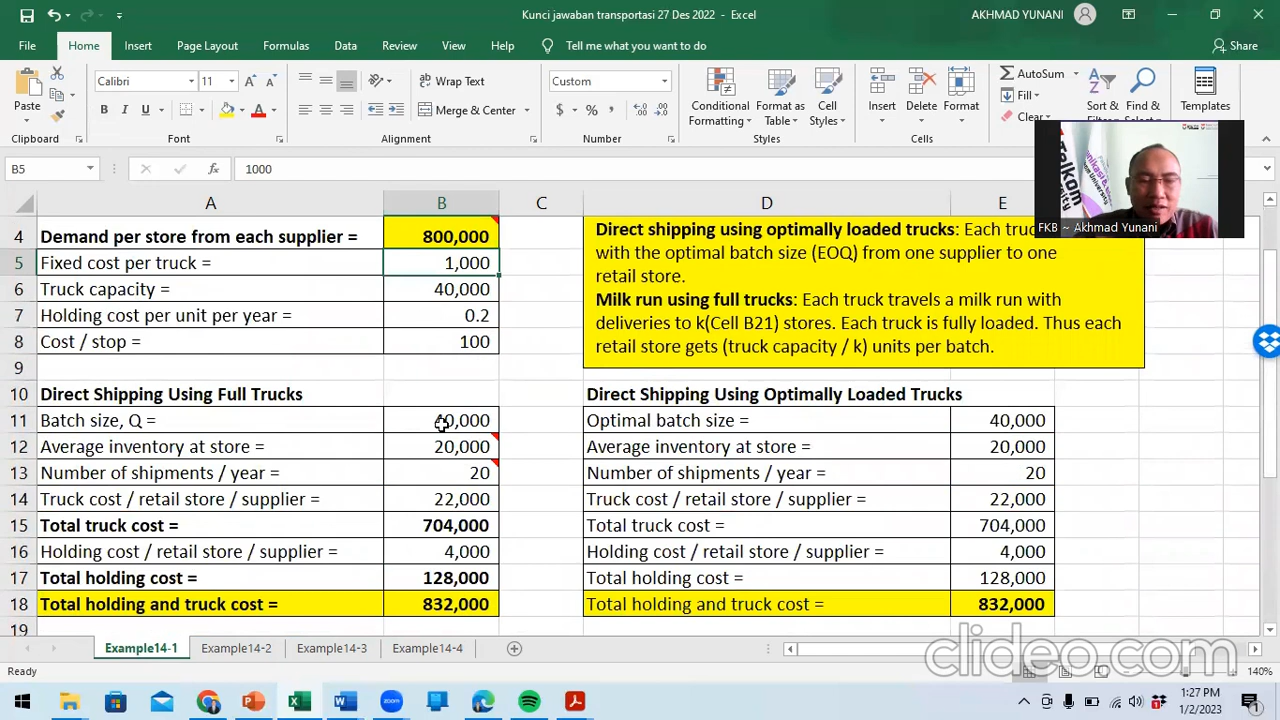 Kunci jawaban transportasi 27 Des 2022 - Excel
AKHMAD YUNANI
File Home Insert Page Layout Formulas Data Review View Help Tell me what you want to do Share
Paste
Calibri 11
B I U
Wrap Text
Merge & Center
Custom
$ % ,
Conditional Formatting
Format as Table
Cell Styles
Insert Delete Format
AutoSum
Fill
Clear
Find &
Templates
Clipboard Font Alignment Number Styles Cells Templates
B5 fx 1000
A B C D E
4 Demand per store from each supplier = 800,000
5 Fixed cost per truck = 1,000
6 Truck capacity = 40,000
7 Holding cost per unit per year = 0.2
8 Cost / stop = 100
9
Direct shipping using optimally loaded trucks: Each
with the optimal batch size (EOQ) from one supplier to one
retail store.
Milk run using full trucks: Each truck travels a milk run with
deliveries to k(Cell B21) stores. Each truck is fully loaded. Thus each
retail store gets (truck capacity / k) units per batch.
FKB ~ Akhmad Yunani
10 Direct Shipping Using Full Trucks Direct Shipping Using Optimally Loaded Trucks
11 Batch size, Q = Optimal batch size = 40,000
12 Average inventory at store = 20,000 Average inventory at store = 20,000
13 Number of shipments / year = 20 Number of shipments / year = 20
14 Truck cost / retail store / supplier = 22,000 Truck cost / retail store / supplier = 22,000
15 Total truck cost = 704,000 Total truck cost = 704,000
16 Holding cost / retail store / supplier = 4,000 Holding cost / retail store / supplier = 4,000
17 Total holding cost = 128,000 Total holding cost = 128,000
18 Total holding and truck cost = 832,000 Total holding and truck cost = 832,000
19
Example14-1 Example14-2 Example14-3 Example14-4
clideo.com
Ready 140%
1:27 PM
1/2/2023